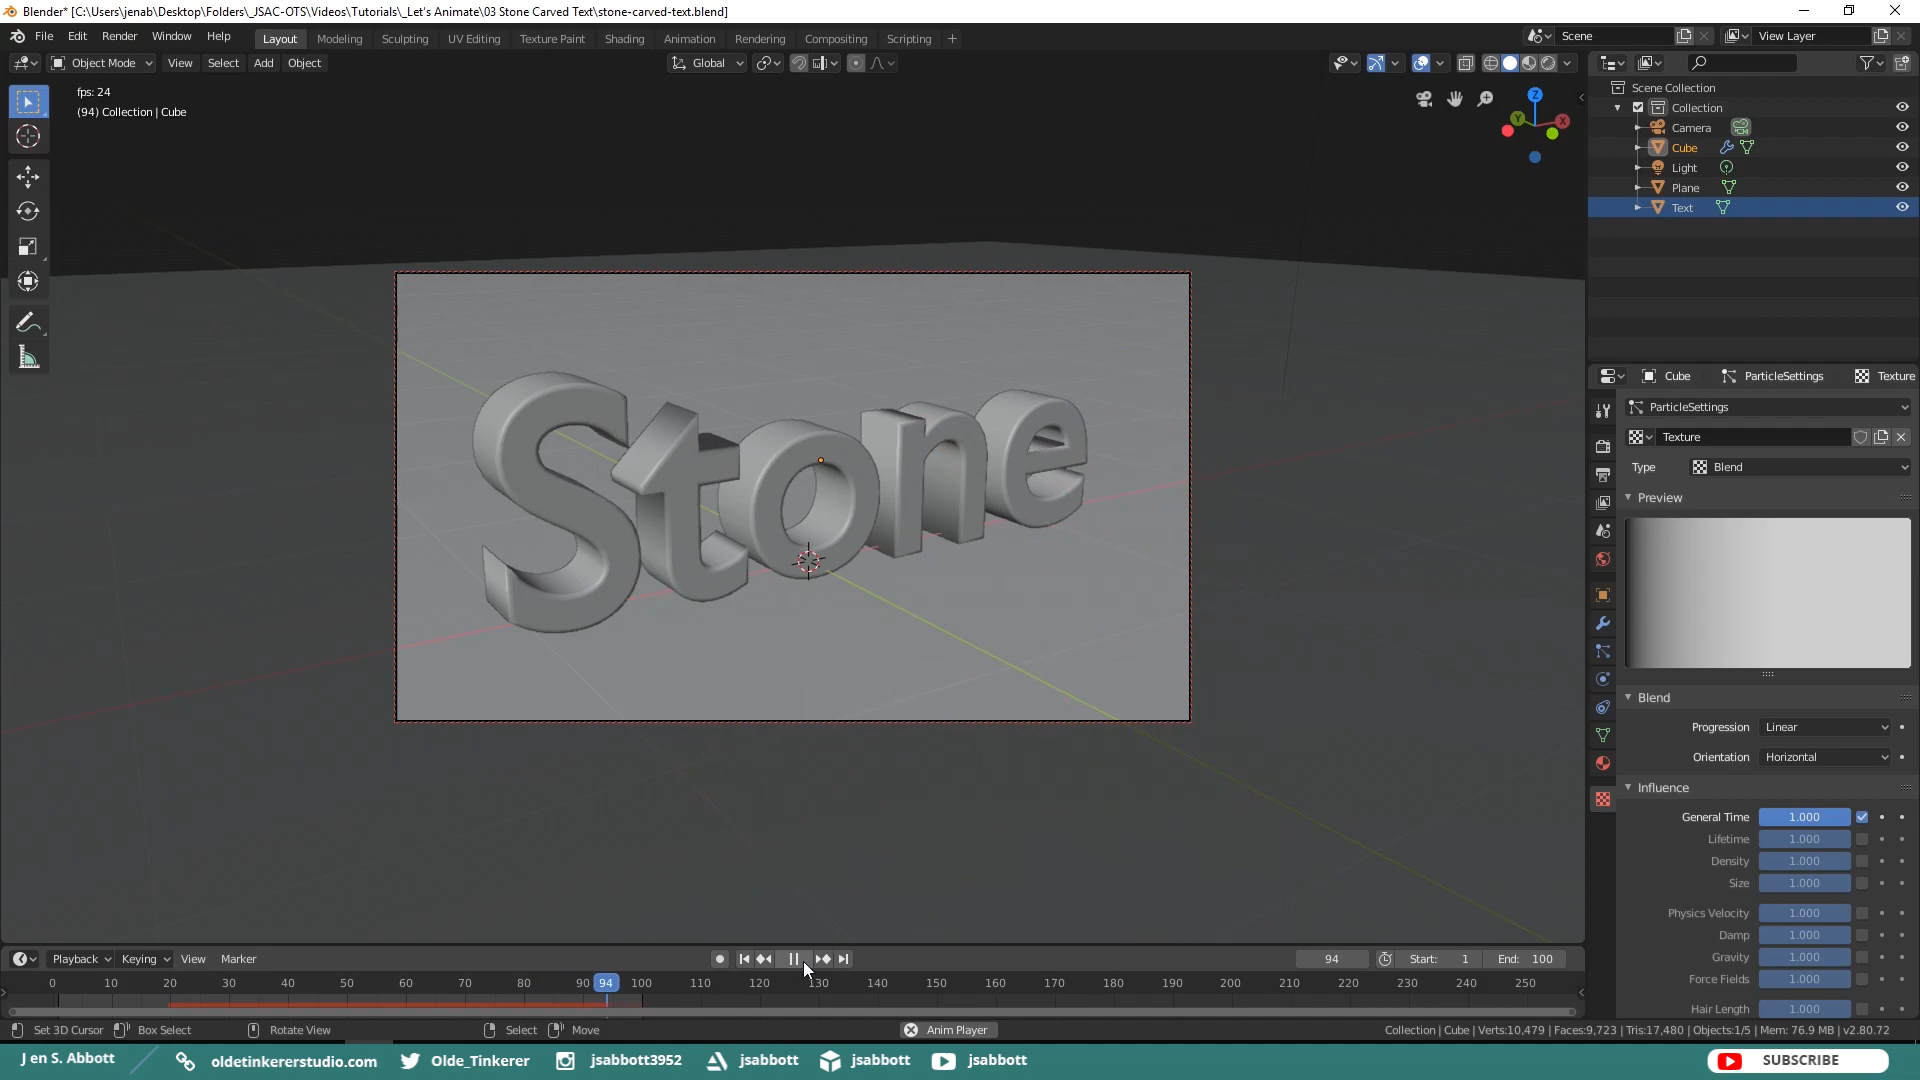 Blender* [C:\Users\jenab\Desktop\Folders\_JSAC-OTS\Videos\Tutorials\_Let's Animate\03 Stone Carved Text\stone-carved-text.blend]
File Edit Render Window Help Layout Modeling Sculpting UV Editing Texture Paint Shading Animation Rendering Compositing Scripting + Scene View Layer
Object Mode View Select Add Object Global
fps: 24
(94) Collection | Cube
Z
Y X
Scene Collection
Collection
Camera
Cube
Light
Plane
Text
Stone
Cube ParticleSettings Texture
ParticleSettings
Texture
Type Blend
Preview
Blend
Progression Linear
Orientation Horizontal
Influence
General Time 1.000
Lifetime 1.000
Density 1.000
Size 1.000
Physics Velocity 1.000
Damp 1.000
Gravity 1.000
Force Fields 1.000
Hair Length 1.000
Playback Keying View Marker 94 Start: 1 End: 100
0 10 20 30 40 50 60 70 80 90 94 100 110 120 130 140 150 160 170 180 190 200 210 220 230 240 250
Set 3D Cursor Box Select Rotate View Select Move Anim Player Collection | Cube | Verts:10,479 | Faces:9,723 | Tris:17,480 | Objects:1/5 | Mem: 76.9 MB | v2.80.72
J en S. Abbott oldetinkererstudio.com Olde_Tinkerer jsabbott3952 jsabbott jsabbott jsabbott SUBSCRIBE